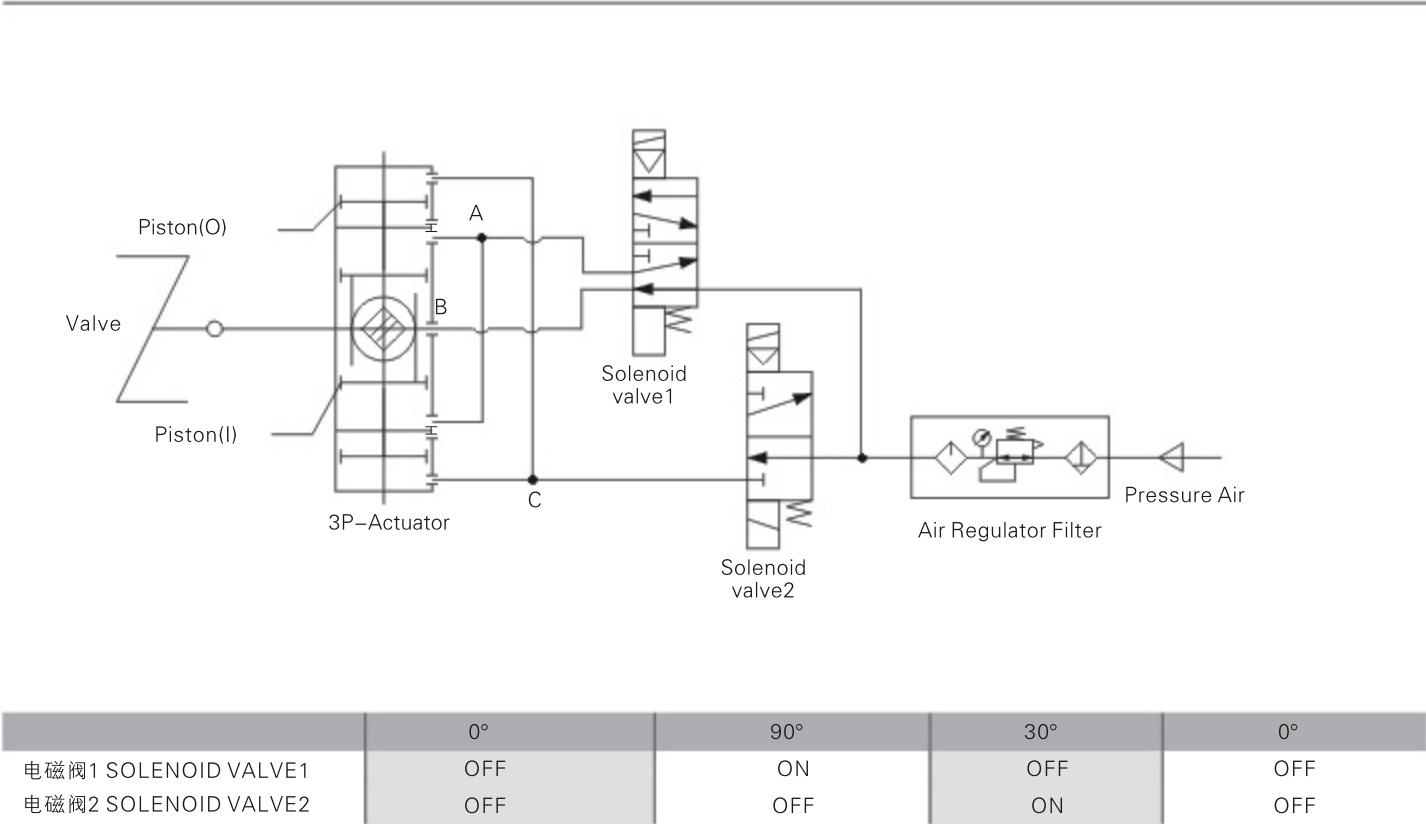 A
Piston(O)
B
Valve
Solenoid
valve1
Piston(I)
C
Pressure Air
3P–Actuator
Air Regulator Filter
Solenoid
valve2
0° 90° 30° 0°
电磁阀1 SOLENOID VALVE1 OFF ON OFF OFF
电磁阀2 SOLENOID VALVE2 OFF OFF ON OFF